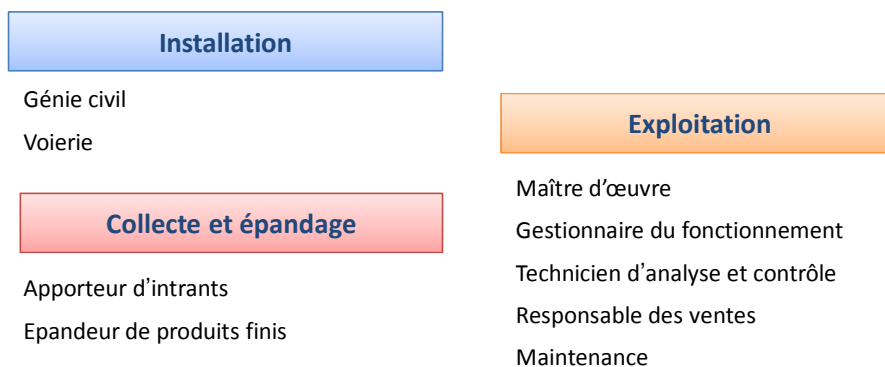 Installation
Génie civil
Voierie
Collecte et épandage
Apporteur d'intrants
Epandeur de produits finis
Exploitation
Maître d'œuvre
Gestionnaire du fonctionnement
Technicien d'analyse et contrôle
Responsable des ventes
Maintenance